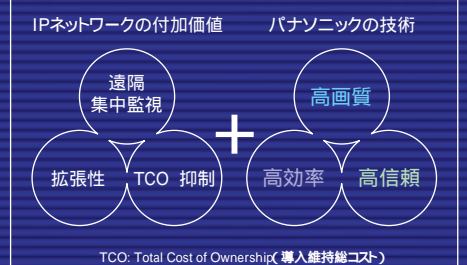 IPネットワークの付加価値
パナソニックの技術
遠隔
集中監視
高画質
+
拡張性
TCO 抑制
高効率
高信頼
TCO: Total Cost of Ownership(導入維持総コスト)